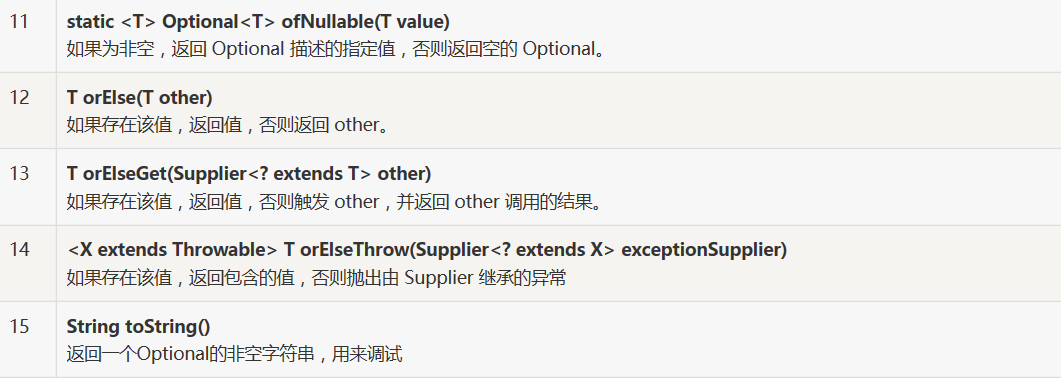 11
static <T> Optional<T> ofNullable(T value)
如果为非空，返回 Optional 描述的指定值，否则返回空的 Optional。
12
T orElse(T other)
如果存在该值，返回值，否则返回 other。
13
T orElseGet(Supplier<? extends T> other)
如果存在该值，返回值，否则触发 other，并返回 other 调用的结果。
14
<X extends Throwable> T orElseThrow(Supplier<? extends X> exceptionSupplier)
如果存在该值，返回包含的值，否则抛出由 Supplier 继承的异常
15
String toString()
返回一个Optional的非空字符串，用来调试